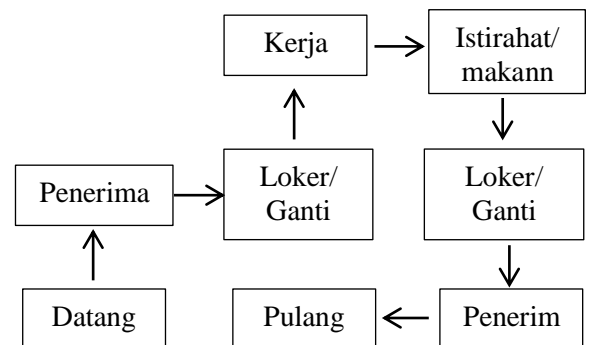 Kerja
Istirahat/
makann
Penerima
Loker/
Ganti
Loker/
Ganti
Datang
Pulang
Penerim